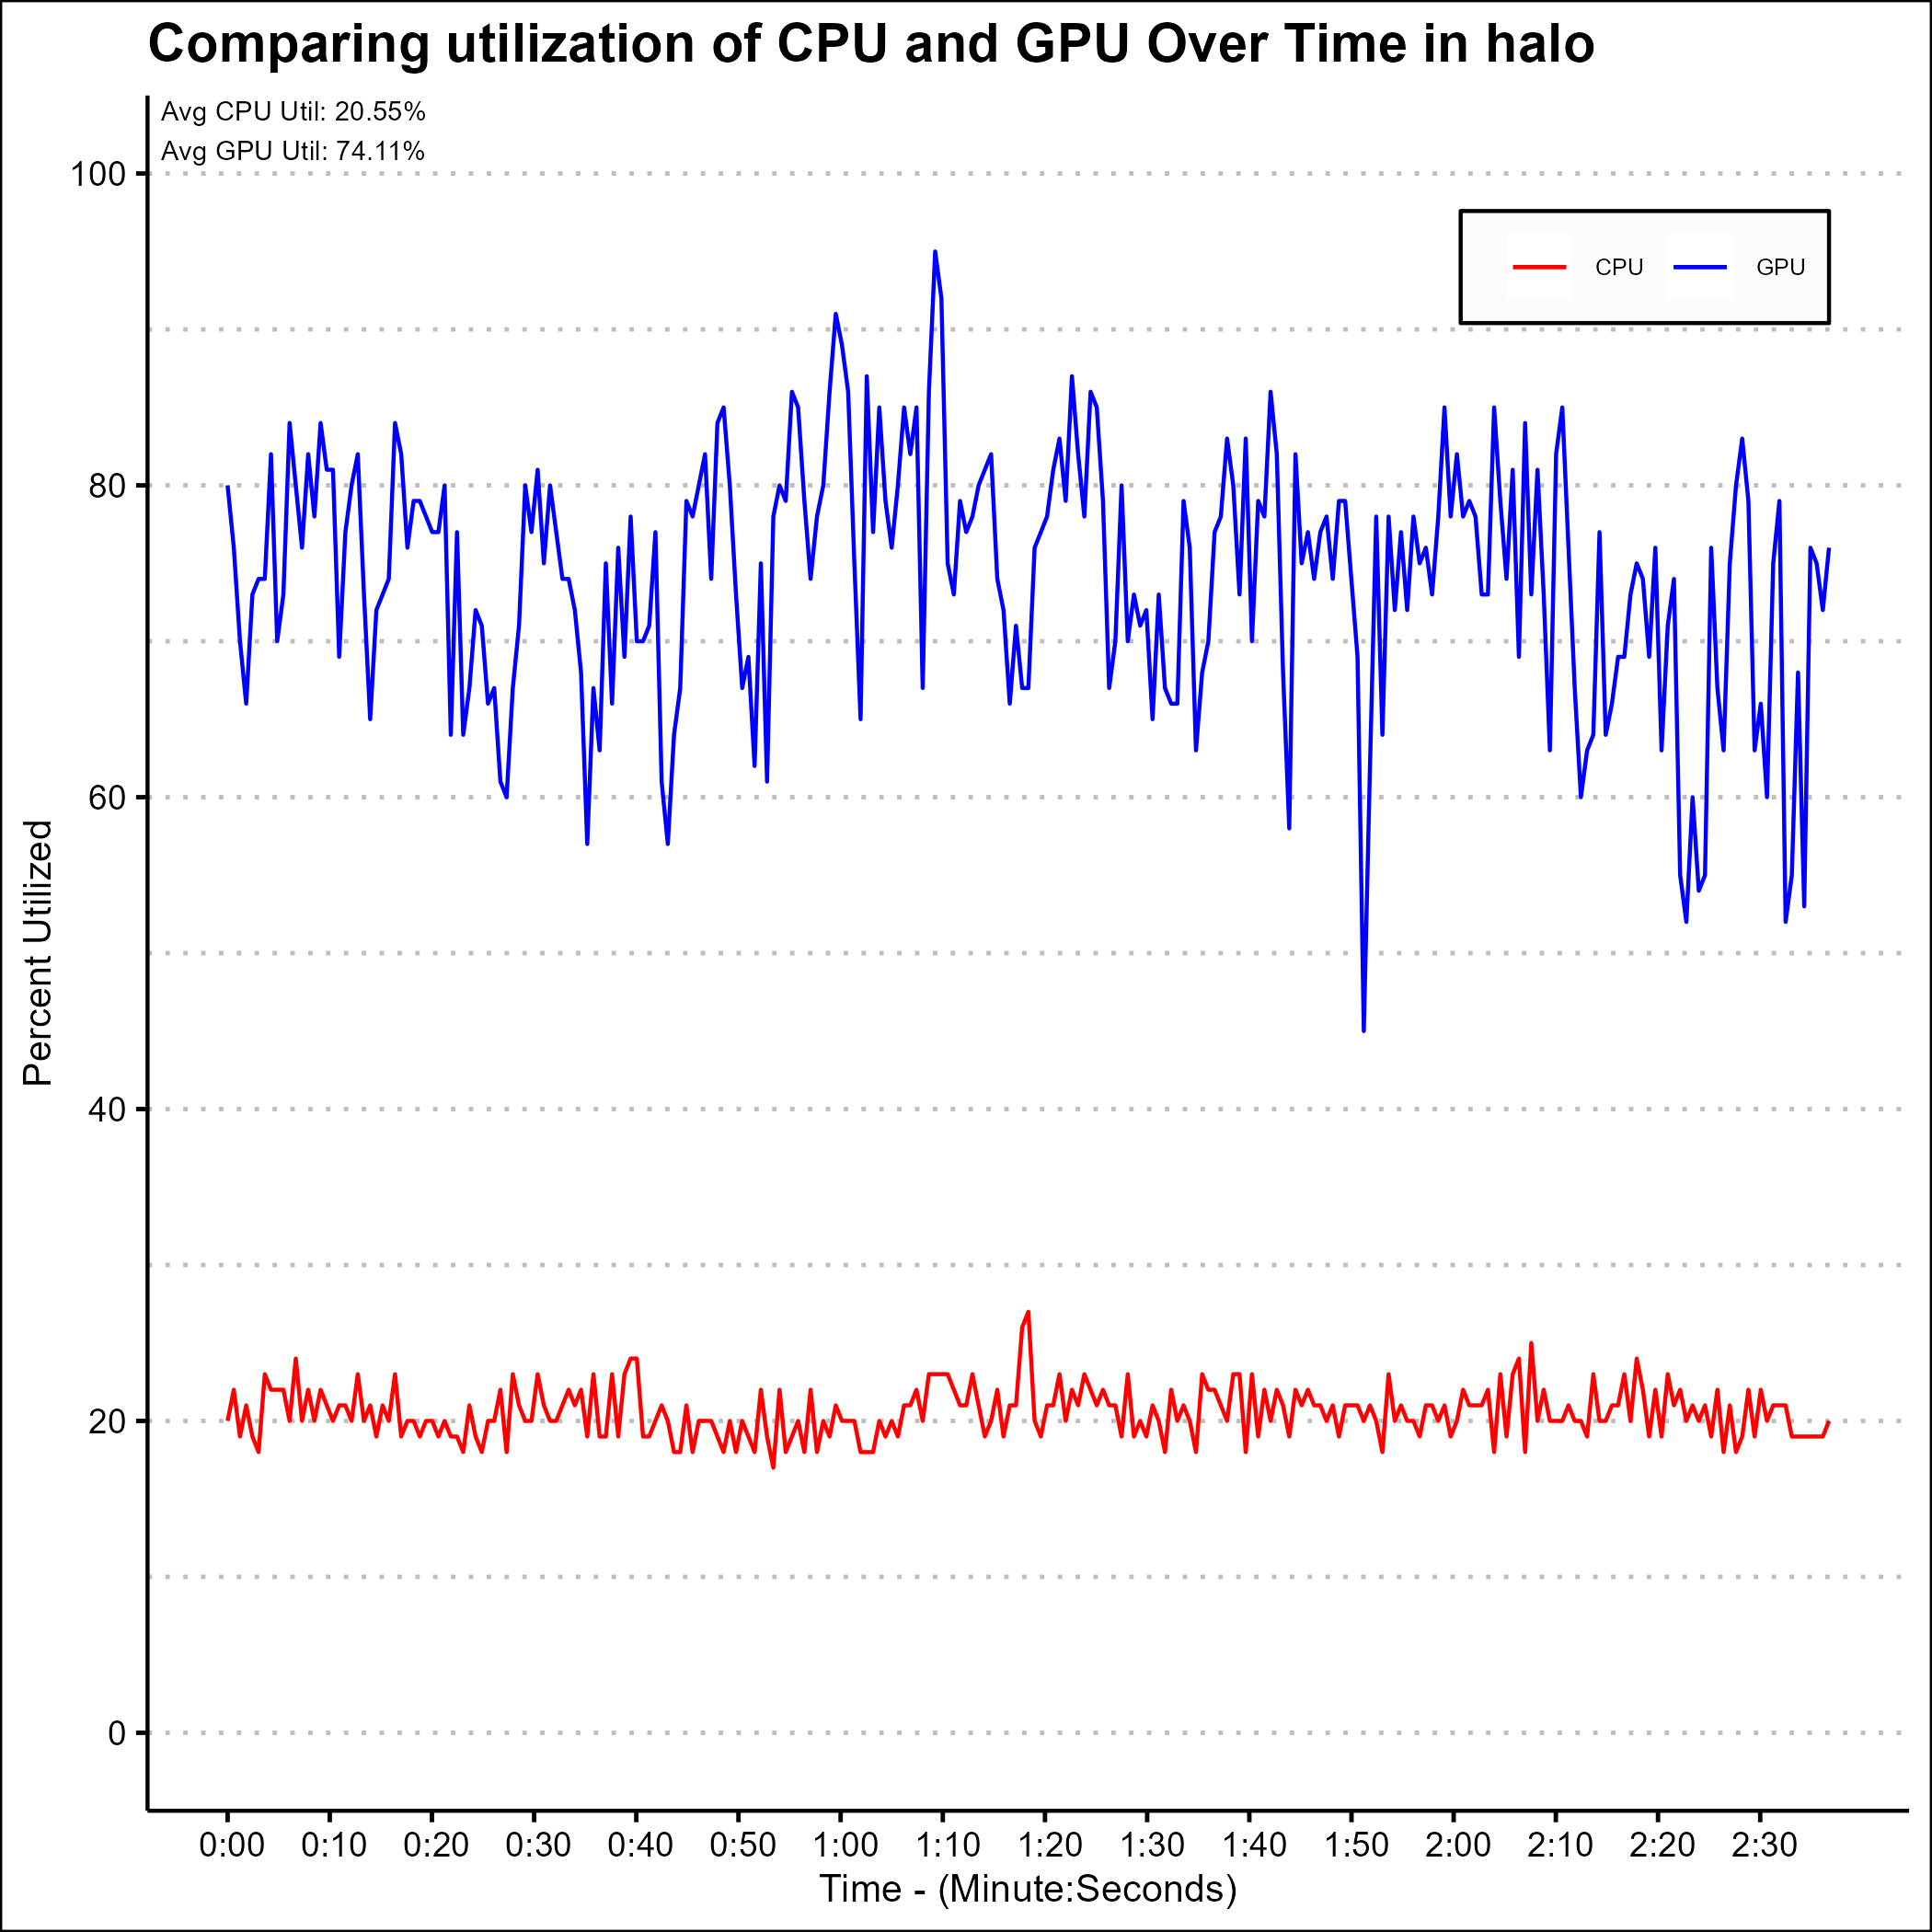 Comparing utilization of CPU and GPU Over Time in halo
Avg CPU Util: 20.55%
Avg GPU Util: 74.11%
100
CPU GPU
80
60
Percent Utilized
40
20
0
0:00 0:10 0:20 0:30 0:40 0:50 1:00 1:10 1:20 1:30 1:40 1:50 2:00 2:10 2:20 2:30
Time - (Minute:Seconds)